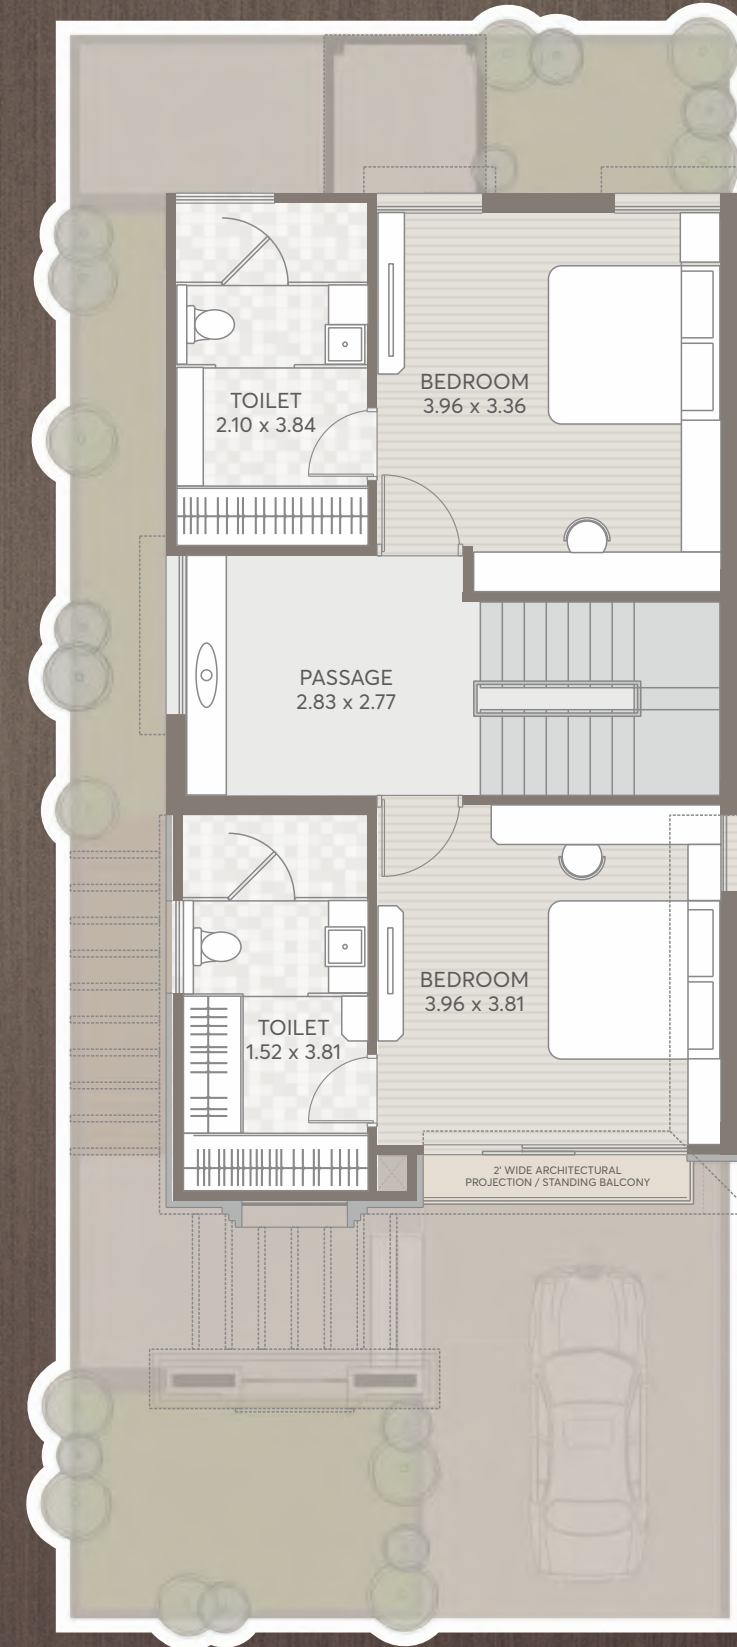 TOILET
2.10 x 3.84
BEDROOM
3.96 x 3.36
PASSAGE
2.83 x 2.77
BEDROOM
3.96 x 3.81
TOILET
1.52 x 3.81
2' WIDE ARCHITECTURAL
PROJECTION / STANDING BALCONY